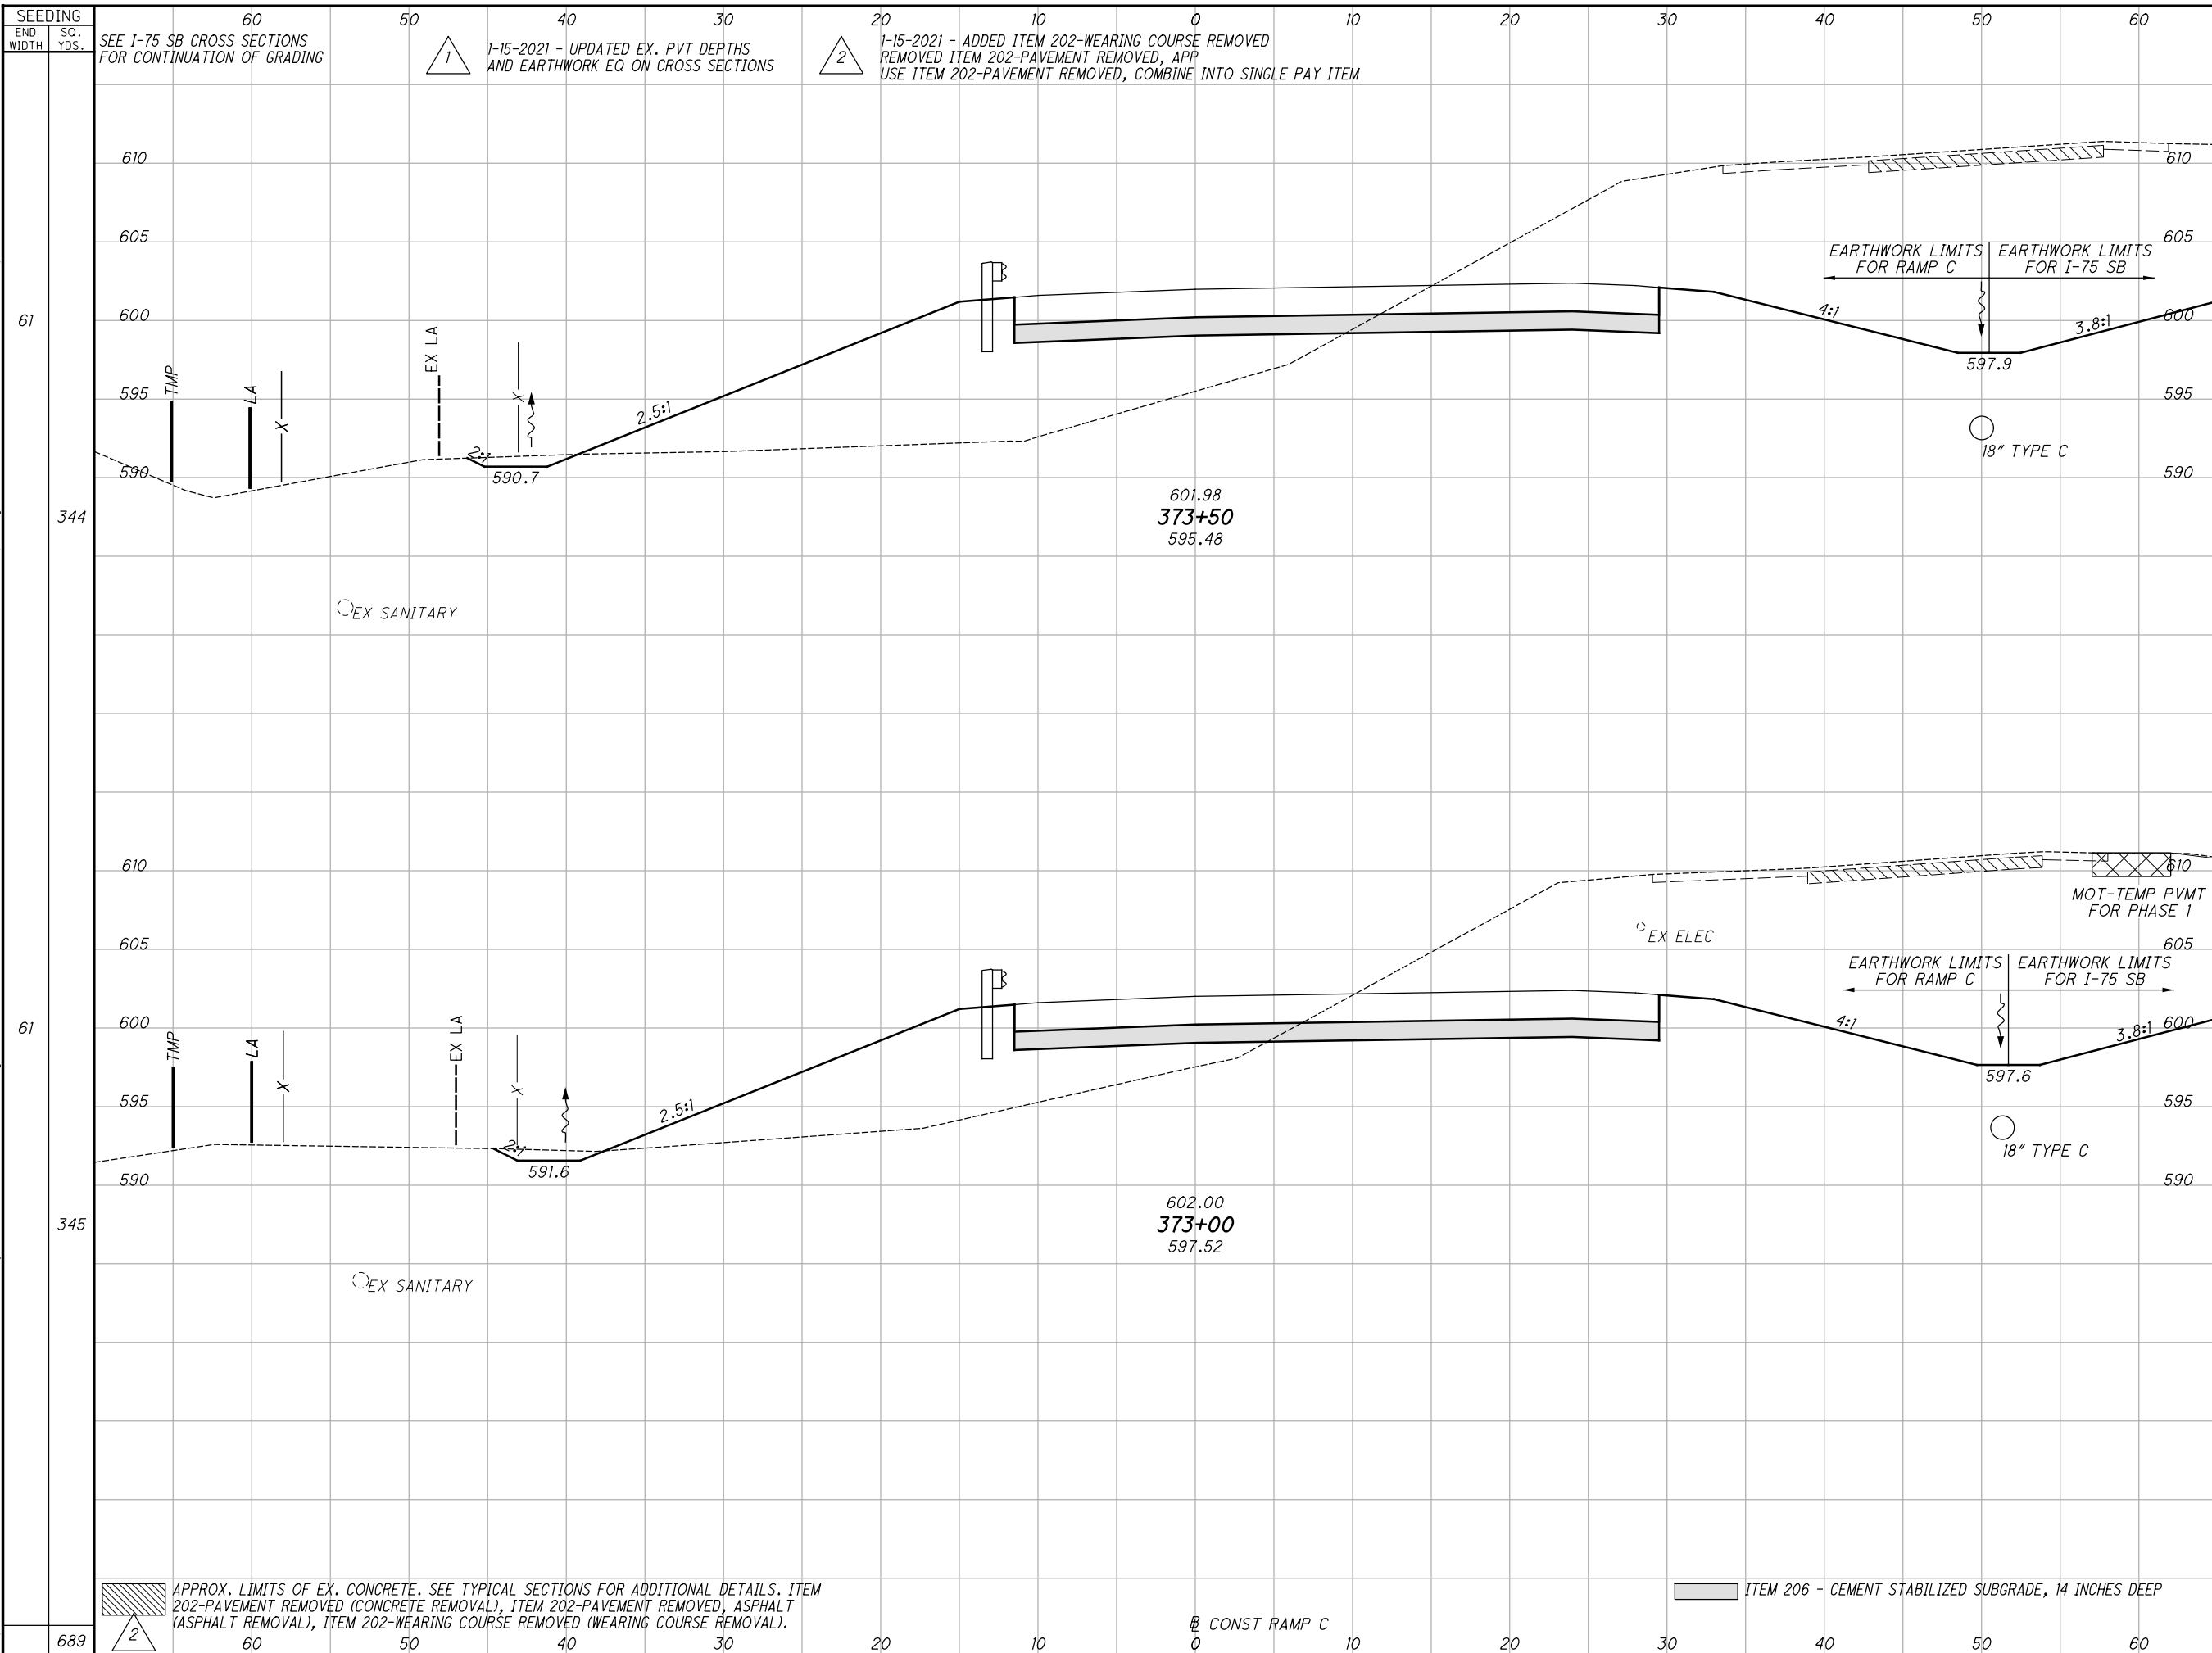 SEEDING
END WIDTH
SQ. YDS.
60 50 40 30 20 10 0 10 20 30 40 50 60
SEE I-75 SB CROSS SECTIONS
FOR CONTINUATION OF GRADING
1
1-15-2021 - UPDATED EX. PVT DEPTHS
AND EARTHWORK EQ ON CROSS SECTIONS
2
1-15-2021 - ADDED ITEM 202-WEARING COURSE REMOVED
REMOVED ITEM 202-PAVEMENT REMOVED, APP
USE ITEM 202-PAVEMENT REMOVED, COMBINE INTO SINGLE PAY ITEM
610 610
605 605
EARTHWORK LIMITS
FOR RAMP C
EARTHWORK LIMITS
FOR I-75 SB
61
600 600
4:1
3.8:1
EX LA
597.9
TMP
LA
595 595
X
X
2.5:1
2:1
18" TYPE C
590 590
590.7
601.98
344
373+50
595.48
EX SANITARY
610 610
MOT-TEMP PVMT
FOR PHASE 1
EX ELEC
605 605
EARTHWORK LIMITS
FOR RAMP C
EARTHWORK LIMITS
FOR I-75 SB
61
600 600
4:1
3.8:1
TMP
LA
EX LA
597.6
X
X
595 595
2.5:1
2:1
18" TYPE C
591.6
590 590
602.00
345
373+00
597.52
EX SANITARY
APPROX. LIMITS OF EX. CONCRETE. SEE TYPICAL SECTIONS FOR ADDITIONAL DETAILS. ITEM
202-PAVEMENT REMOVED (CONCRETE REMOVAL), ITEM 202-PAVEMENT REMOVED, ASPHALT
(ASPHALT REMOVAL), ITEM 202-WEARING COURSE REMOVED (WEARING COURSE REMOVAL).
2
ITEM 206 - CEMENT STABILIZED SUBGRADE, 14 INCHES DEEP
CONST RAMP C
689
60 50 40 30 20 10 0 10 20 30 40 50 60